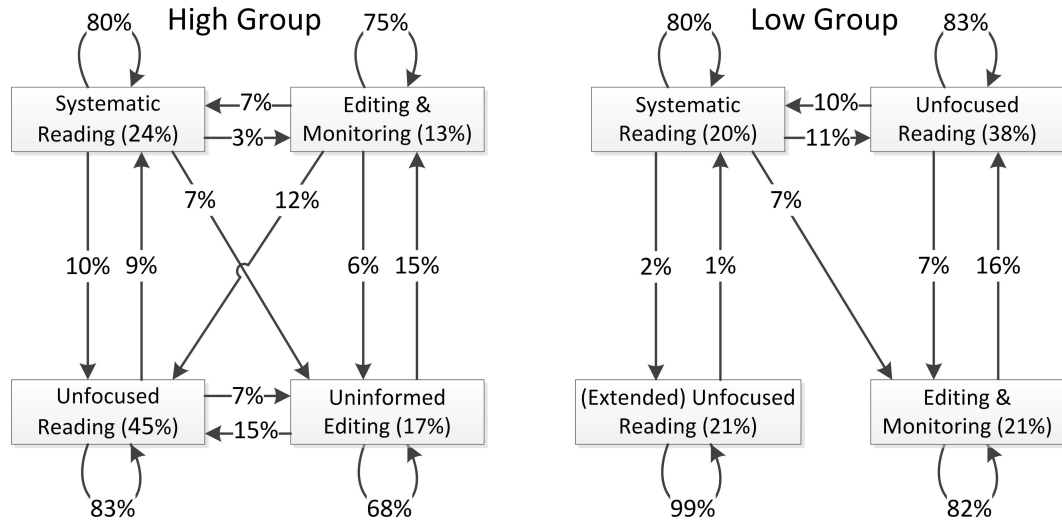 High Group
Low Group
80%
75%
80%
83%
Systematic
Reading (24%)
7%
3%
Editing &
Monitoring (13%)
Systematic
Reading (20%)
10%
11%
Unfocused
Reading (38%)
7%
12%
7%
10%
9%
6%
15%
2%
1%
7%
16%
Unfocused
Reading (45%)
7%
15%
Uninformed
Editing (17%)
(Extended) Unfocused
Reading (21%)
Editing &
Monitoring (21%)
83%
68%
99%
82%